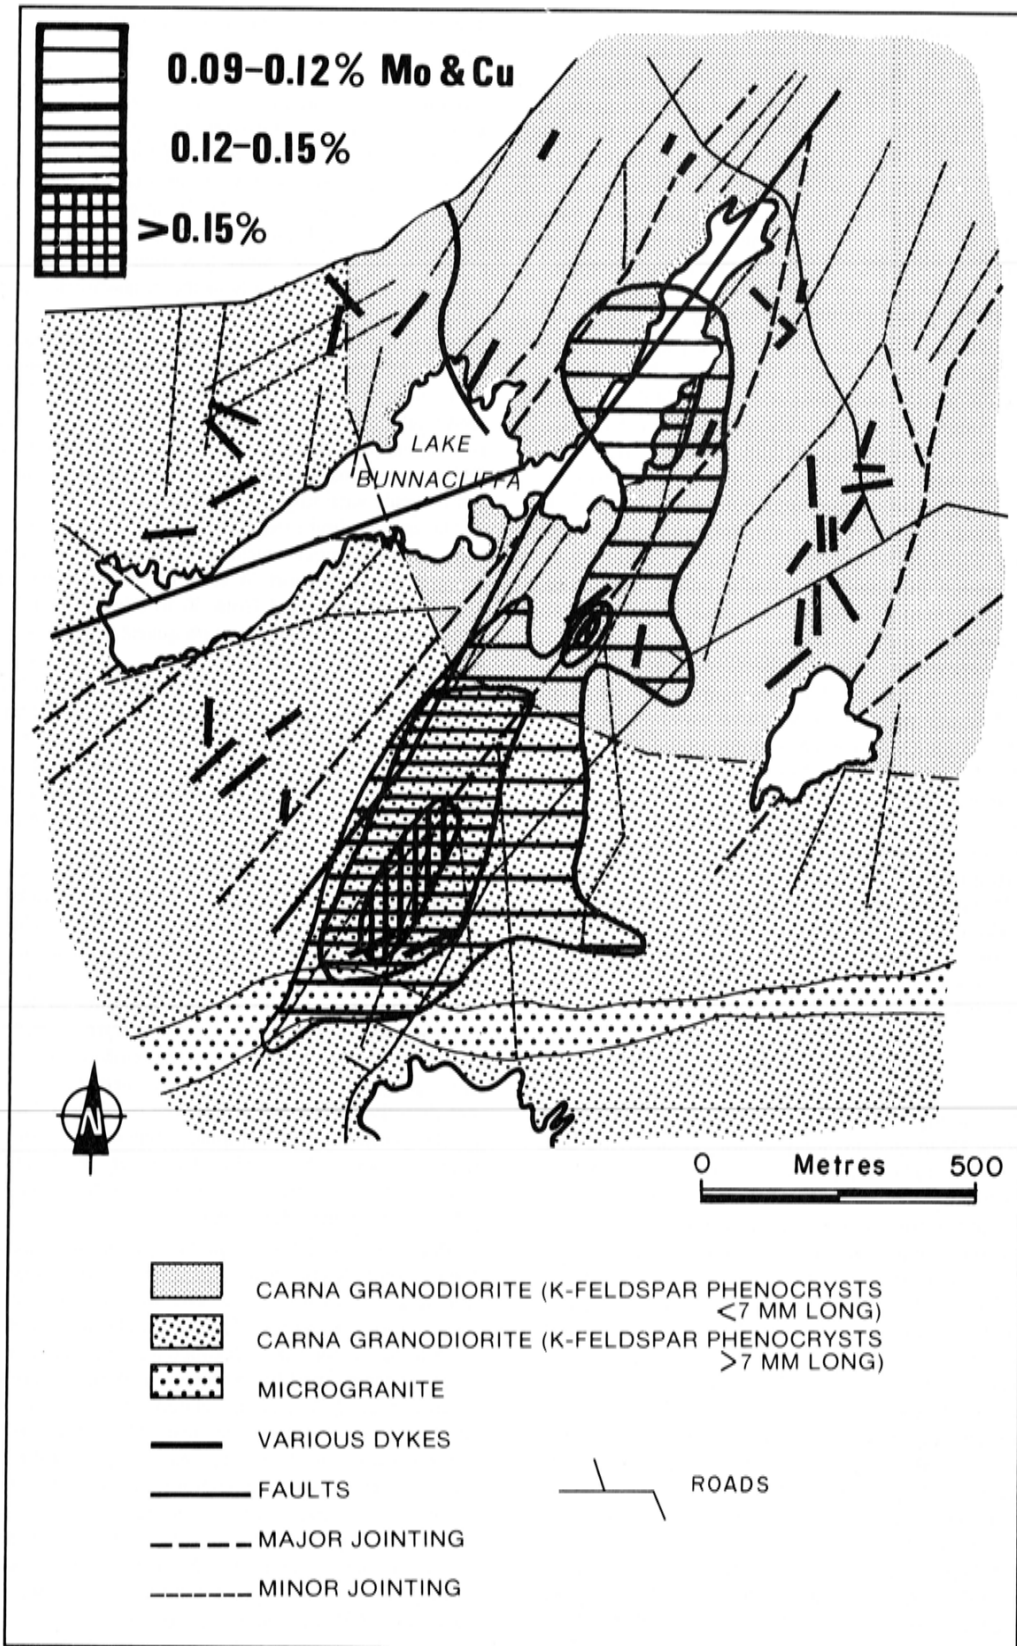 0.09-0.12% Mo & Cu
0.12-0.15%
>0.15%
LAKE
BUNNACLIFFA
N
0 Metres 500
CARNA GRANODIORITE (K-FELDSPAR PHENOCRYSTS
<7 MM LONG)
CARNA GRANODIORITE (K-FELDSPAR PHENOCRYSTS
>7 MM LONG)
MICROGRANITE
VARIOUS DYKES
FAULTS
ROADS
MAJOR JOINTING
MINOR JOINTING